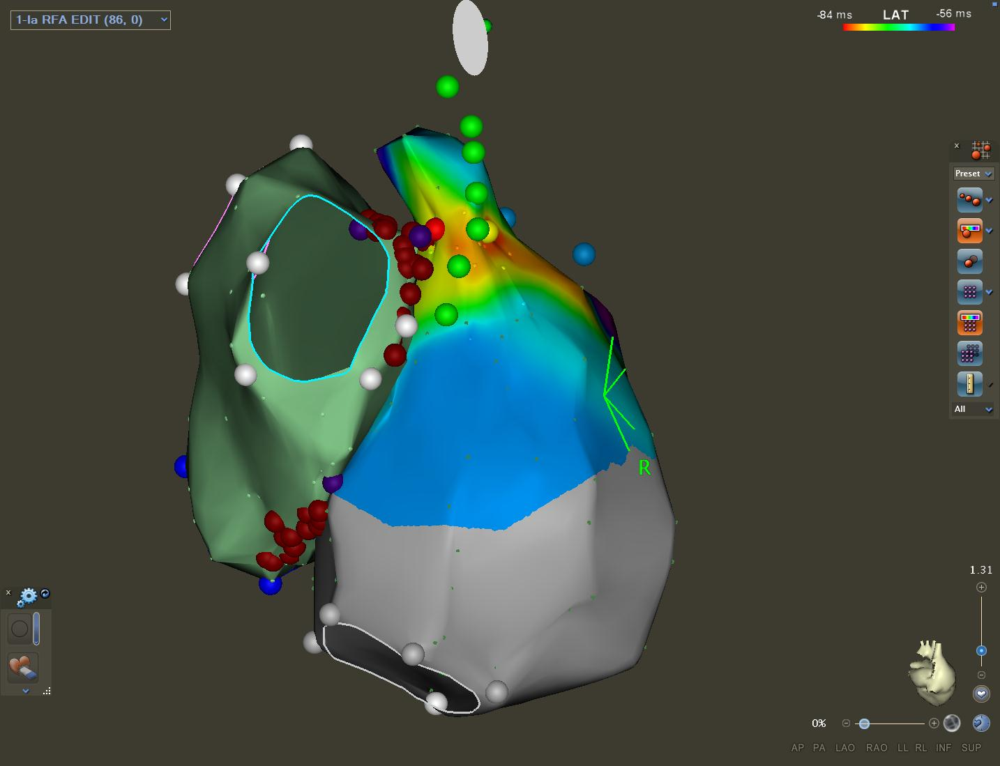 1-Ia RFA EDIT (86, 0)
-84 ms LAT -56 ms
x
Preset
All
R
1.31
x
0%
AP PA LAO RAO LL RL INF SUP